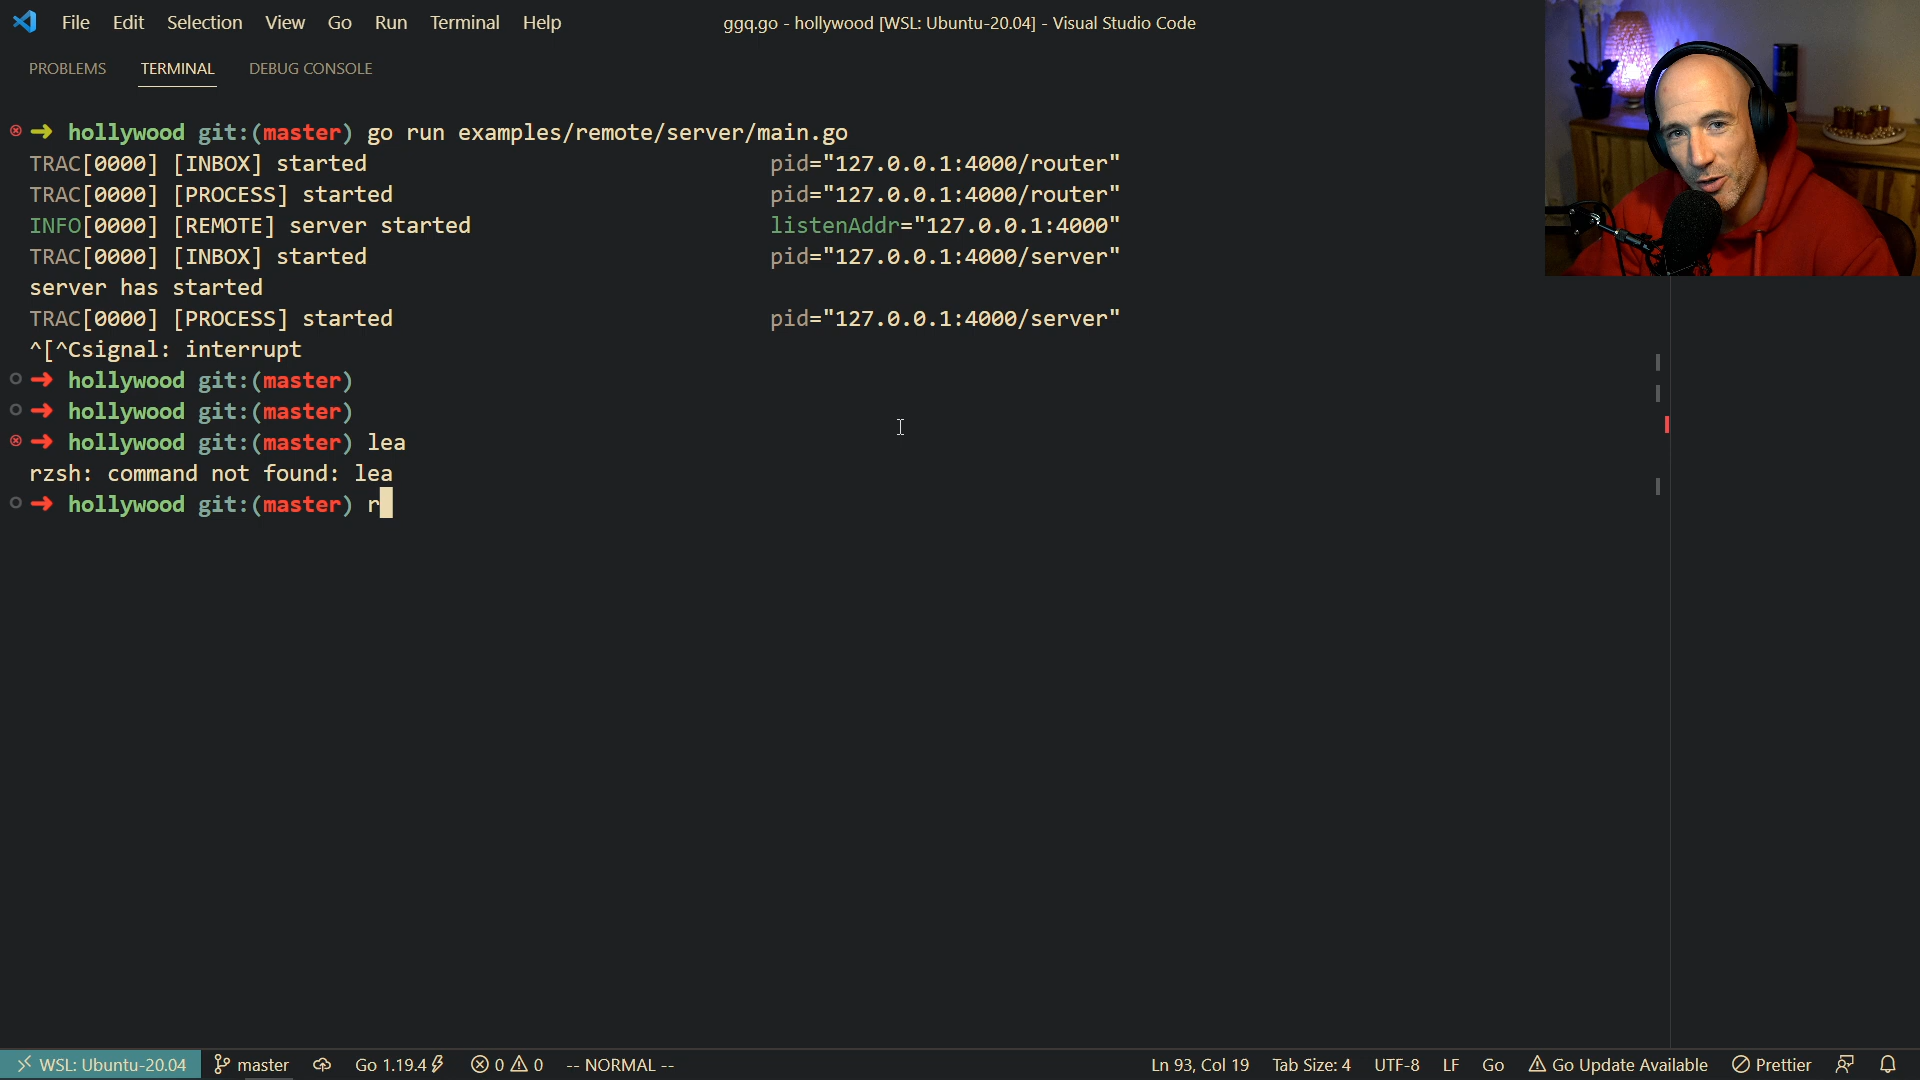 File Edit Selection View Go Run Terminal Help ggq.go - hollywood [WSL: Ubuntu-20.04] - Visual Studio Code
PROBLEMS TERMINAL DEBUG CONSOLE
➜ hollywood git:(master) go run examples/remote/server/main.go
TRAC[0000] [INBOX] started pid="127.0.0.1:4000/router"
TRAC[0000] [PROCESS] started pid="127.0.0.1:4000/router"
INFO[0000] [REMOTE] server started listenAddr="127.0.0.1:4000"
TRAC[0000] [INBOX] started pid="127.0.0.1:4000/server"
server has started
TRAC[0000] [PROCESS] started pid="127.0.0.1:4000/server"
^[^Csignal: interrupt
➜ hollywood git:(master)
➜ hollywood git:(master)
➜ hollywood git:(master) lea
rzsh: command not found: lea
➜ hollywood git:(master) r
WSL: Ubuntu-20.04 master Go 1.19.4 0 0 -- NORMAL -- Ln 93, Col 19 Tab Size: 4 UTF-8 LF Go Go Update Available Prettier